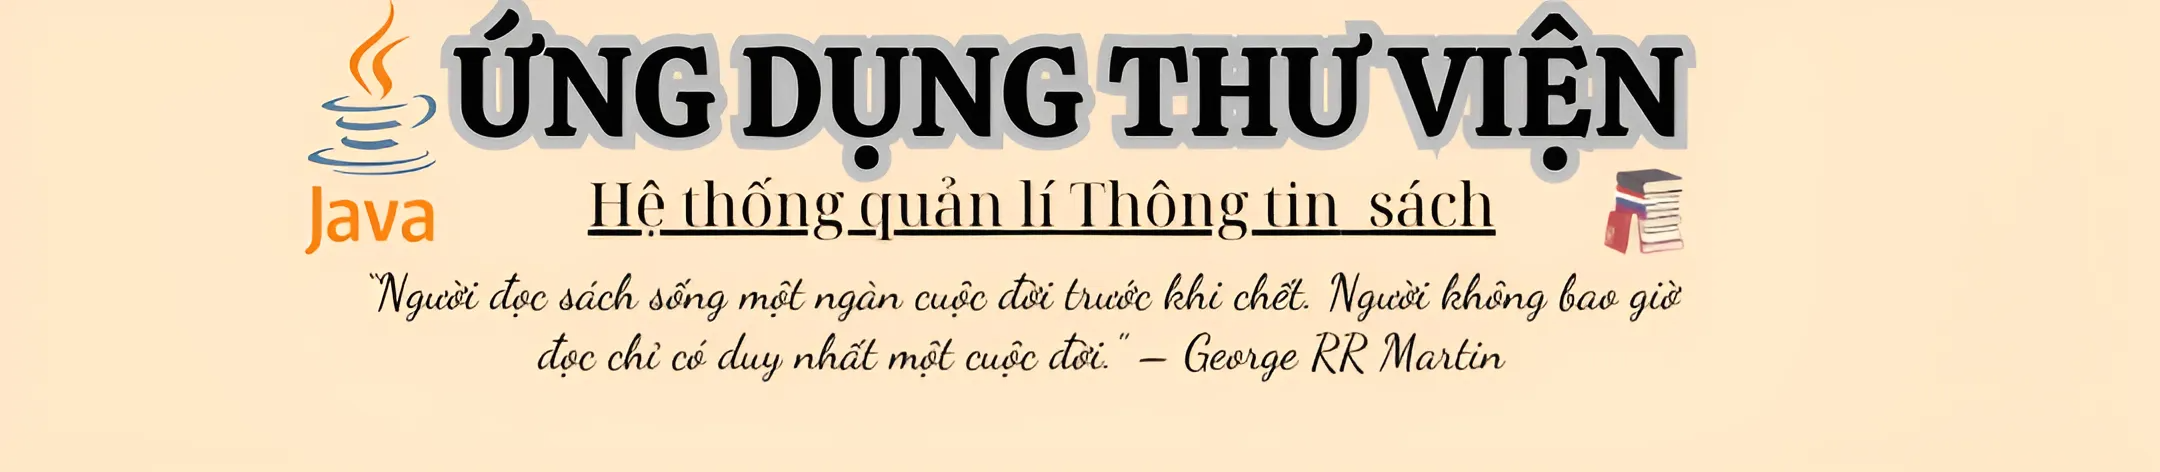 ỨNG DỤNG THƯ VIỆN
Java
Hệ thống quản lí Thông tin sách
"Người đọc sách sống một ngàn cuộc đời trước khi chết. Người không bao giờ
đọc chỉ có duy nhất một cuộc đời." – George RR Martin